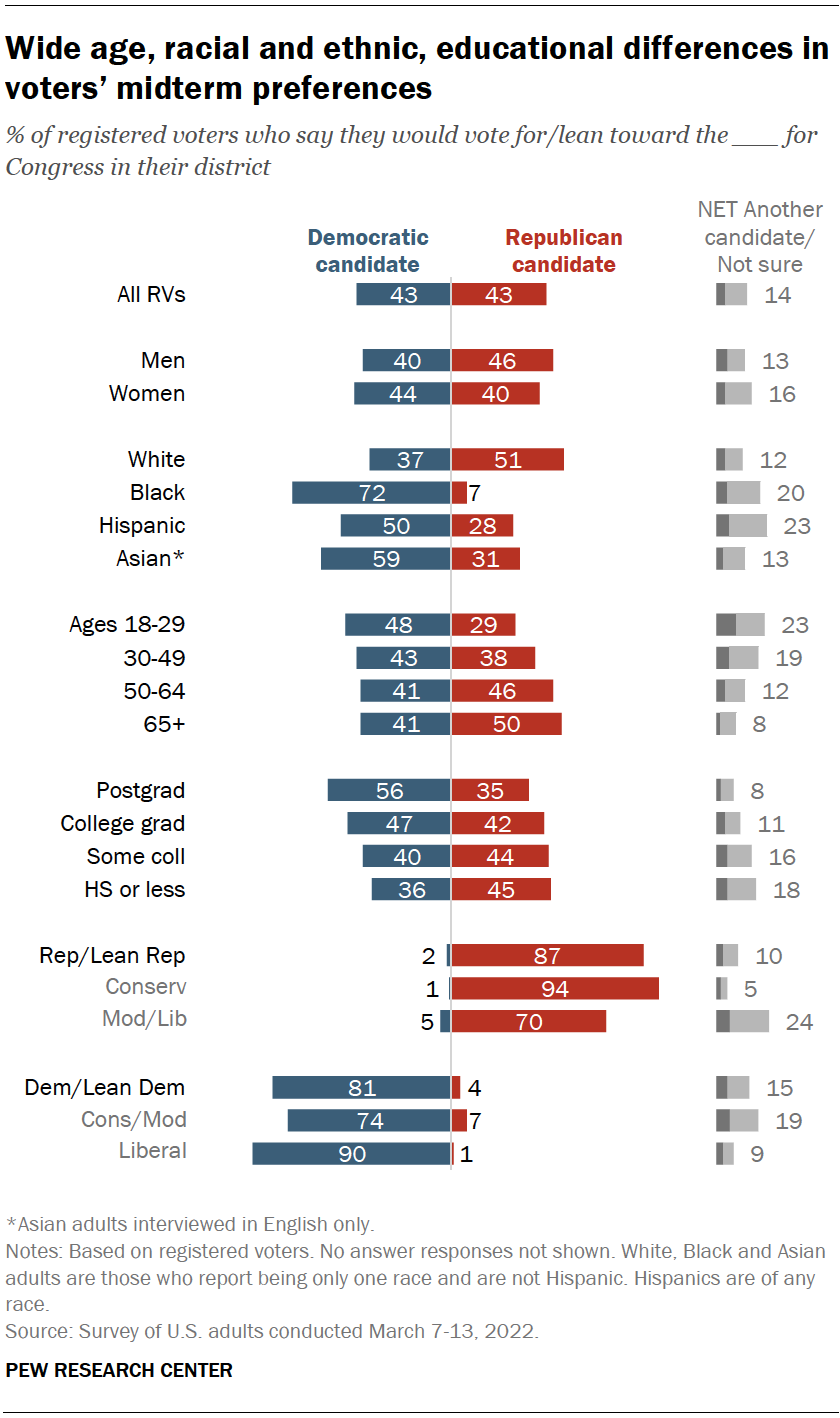 Wide age, racial and ethnic, educational differences in
voters’ midterm preferences
% of registered voters who say they would vote for/lean toward the ___ for
Congress in their district
Democratic candidate Republican candidate NET Another candidate/ Not sure
All RVs 43 43 14
Men 40 46 13
Women 44 40 16
White 37 51 12
Black 72 7 20
Hispanic 50 28 23
Asian* 59 31 13
Ages 18-29 48 29 23
30-49 43 38 19
50-64 41 46 12
65+ 41 50 8
Postgrad 56 35 8
College grad 47 42 11
Some coll 40 44 16
HS or less 36 45 18
Rep/Lean Rep 2 87 10
Conserv 1 94 5
Mod/Lib 5 70 24
Dem/Lean Dem 81 4 15
Cons/Mod 74 7 19
Liberal 90 1 9
*Asian adults interviewed in English only.
Notes: Based on registered voters. No answer responses not shown. White, Black and Asian
adults are those who report being only one race and are not Hispanic. Hispanics are of any
race.
Source: Survey of U.S. adults conducted March 7-13, 2022.
PEW RESEARCH CENTER